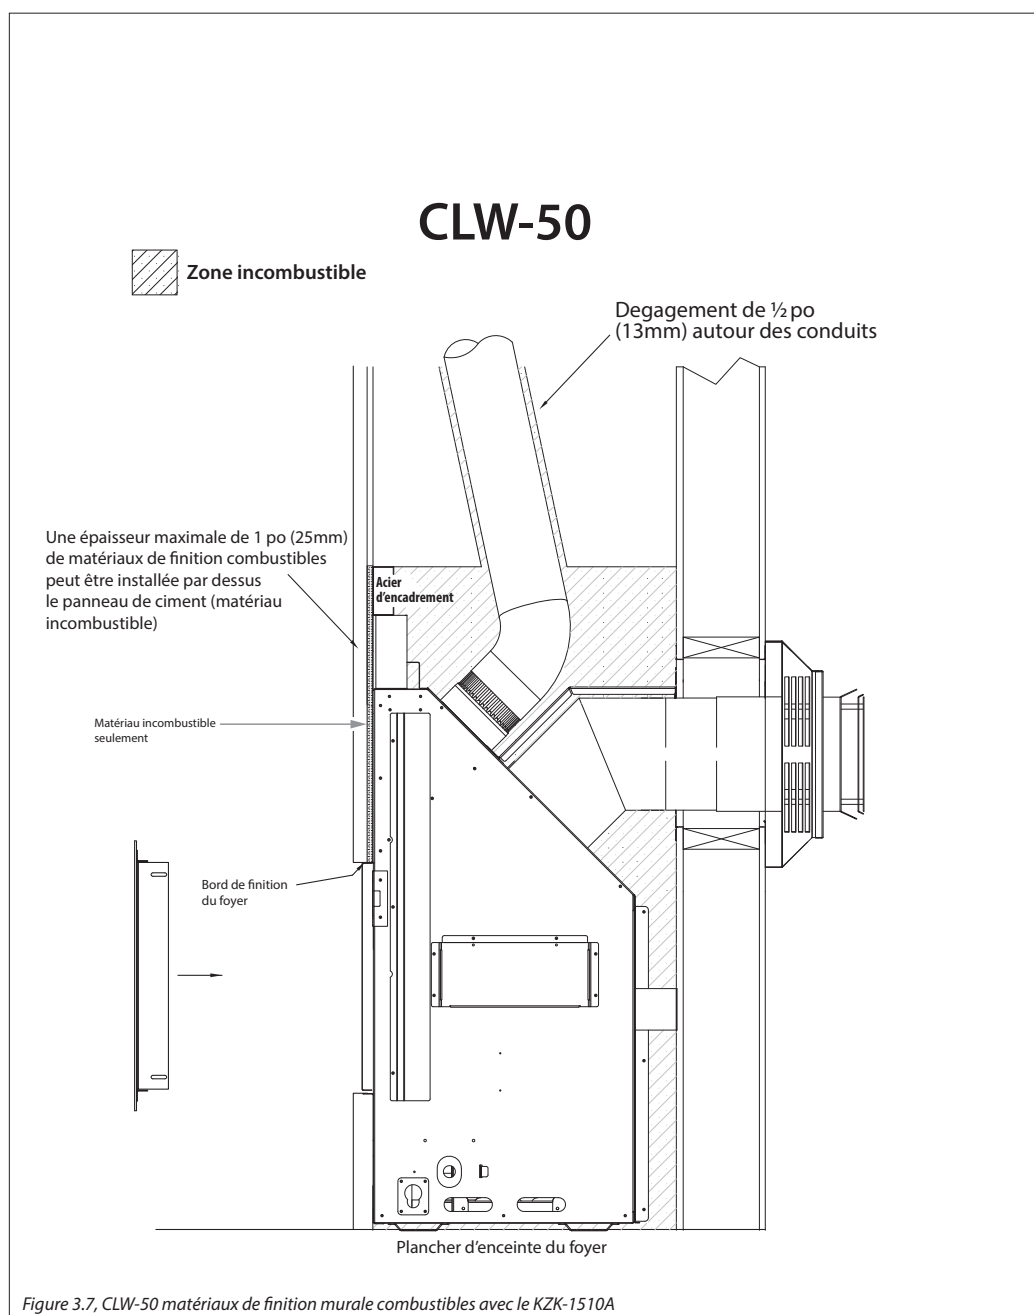 CLW-50
Zone incombustible
Degagement de ½ po
(13mm) autour des conduits
Une épaisseur maximale de 1 po (25mm)
de matériaux de finition combustibles
peut être installée par dessus
le panneau de ciment (matériau
incombustible)
Acier
d'encadrement
Matériau incombustible
seulement
Bord de finition
du foyer
Plancher d'enceinte du foyer
Figure 3.7, CLW-50 matériaux de finition murale combustibles avec le KZK-1510A